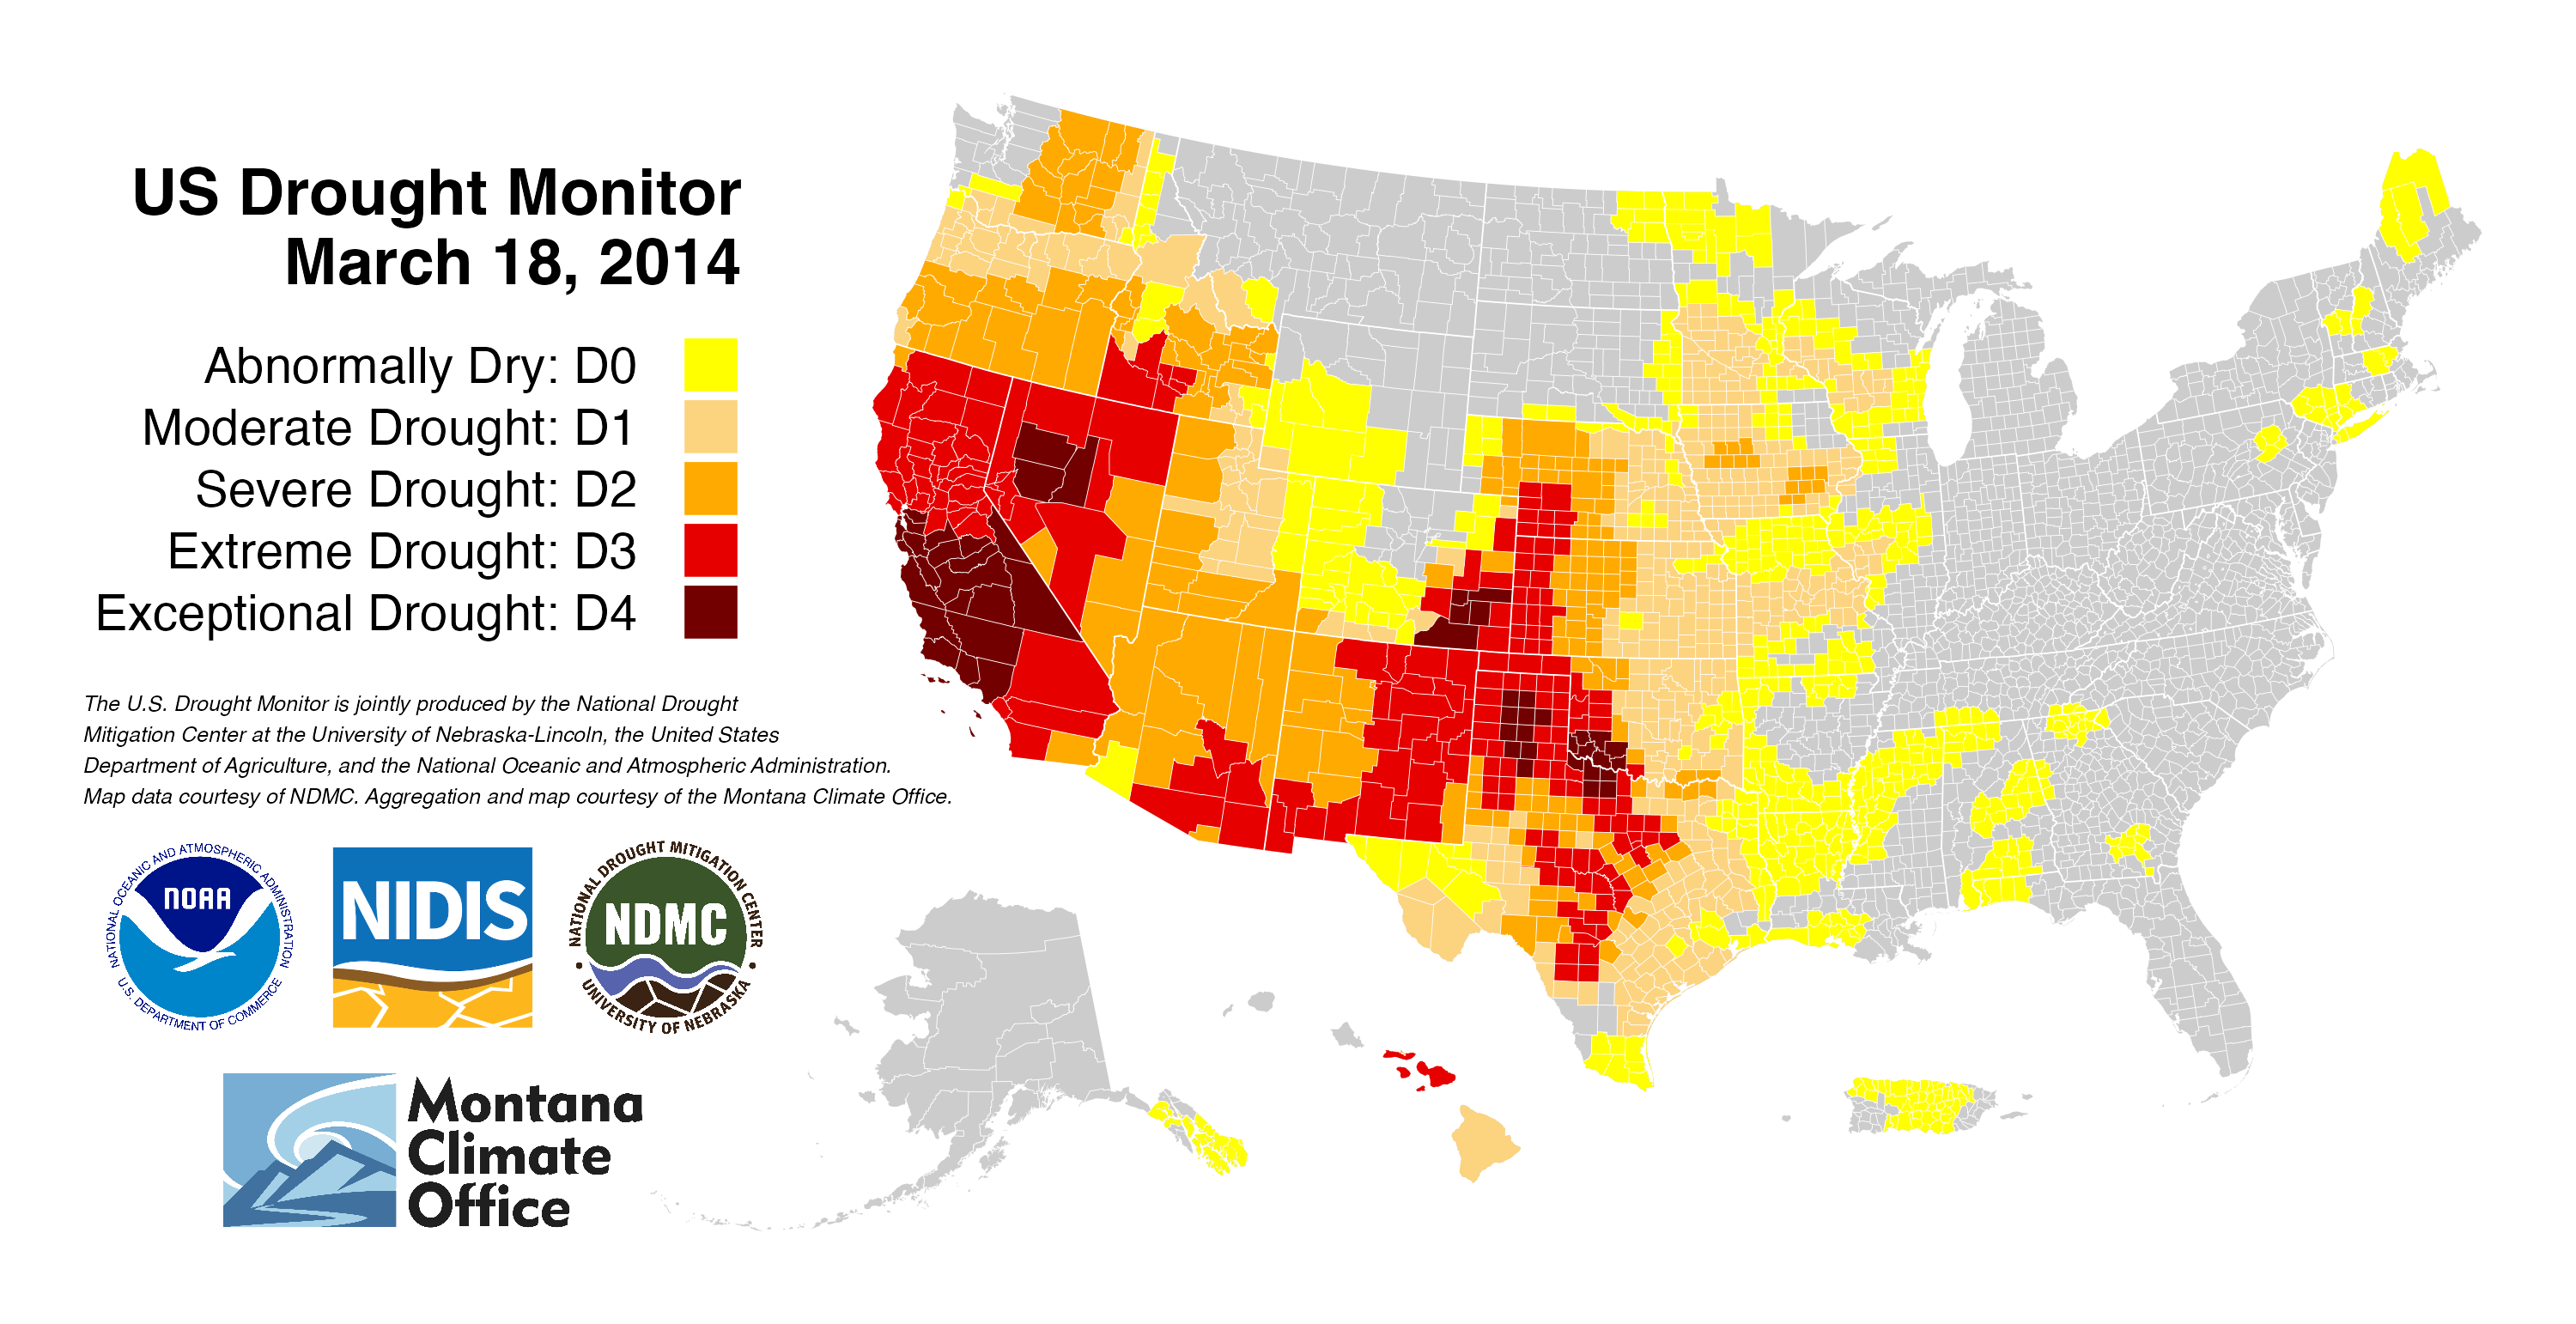 US Drought Monitor
March 18, 2014
Abnormally Dry: D0
Moderate Drought: D1
Severe Drought: D2
Extreme Drought: D3
Exceptional Drought: D4
The U.S. Drought Monitor is jointly produced by the National Drought
Mitigation Center at the University of Nebraska-Lincoln, the United States
Department of Agriculture, and the National Oceanic and Atmospheric Administration.
Map data courtesy of NDMC. Aggregation and map courtesy of the Montana Climate Office.
NATIONAL OCEANIC AND ATMOSPHERIC ADMINISTRATION
NOAA
U.S. DEPARTMENT OF COMMERCE
NIDIS
NATIONAL DROUGHT MITIGATION CENTER
NDMC
UNIVERSITY OF NEBRASKA
Montana
Climate
Office